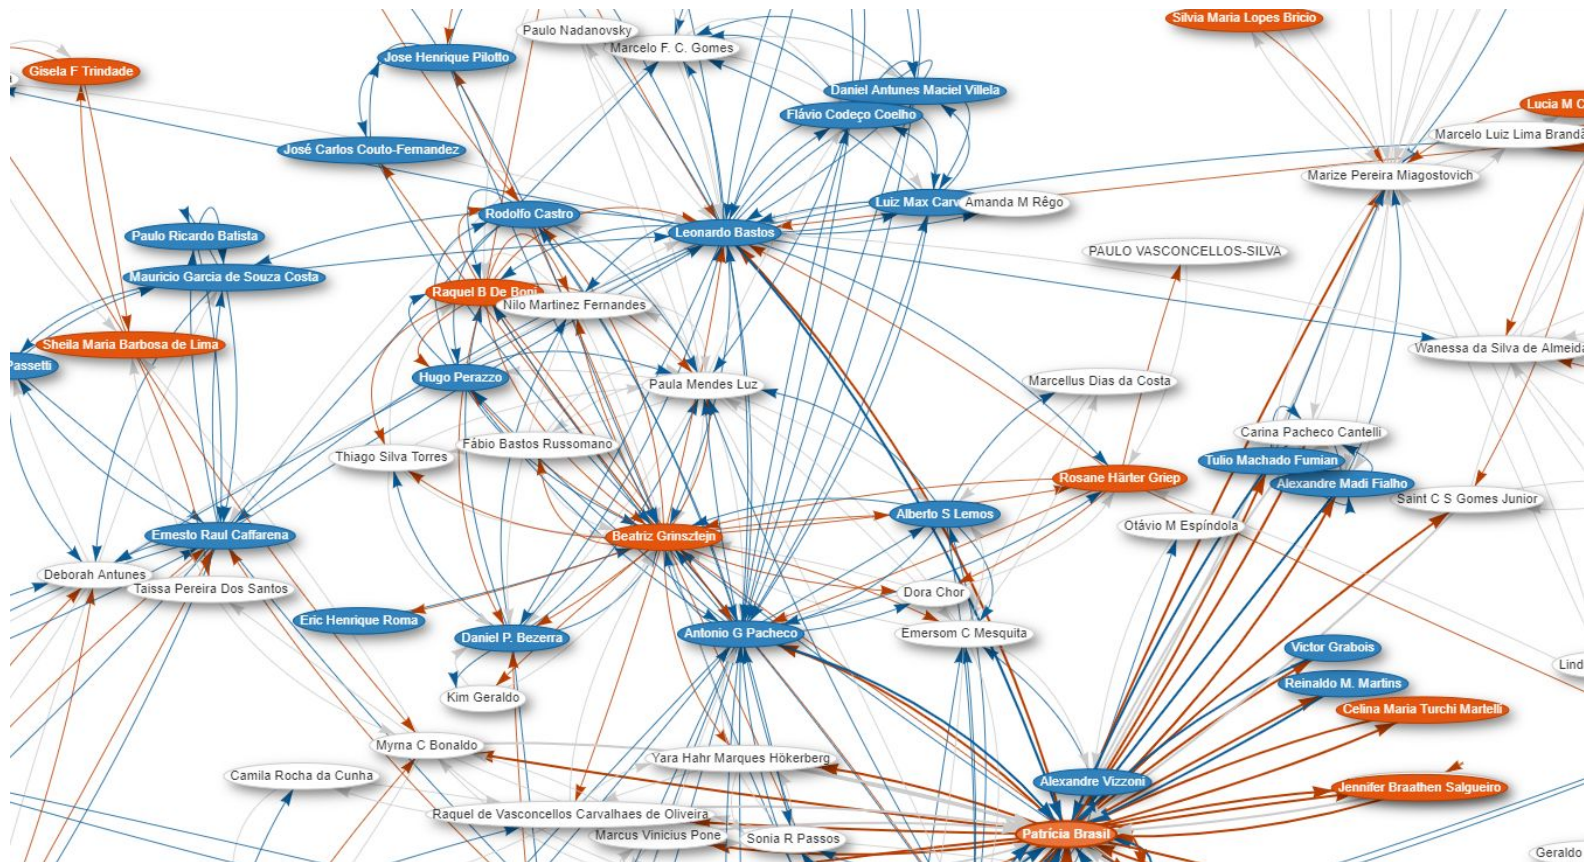 Silvia Maria Lopes Bricio
Paulo Nadanovsky
Marcelo F. C. Gomes
Jose Henrique Pilotto
Gisela F Trindade
Daniel Antunes Maciel Villela
Lucia M C
Flávio Codeço Coelho
Marcelo Luiz Lima Brandã
José Carlos Couto-Fernandez
Marize Pereira Miagostovich
Luiz Max Carv
Amanda M Rêgo
Rodolfo Castro
Leonardo Bastos
Paulo Ricardo Batista
PAULO VASCONCELLOS-SILVA
Mauricio Garcia de Souza Costa
Raquel B De Boni
Nilo Martinez Fernandes
Sheila Maria Barbosa de Lima
Wanessa da Silva de Almeida
Passetti
Hugo Perazzo
Paula Mendes Luz
Marcellus Dias da Costa
Carina Pacheco Cantelli
Fábio Bastos Russomano
Thiago Silva Torres
Tulio Machado Fumian
Rosane Härter Griep
Alexandre Madi Fialho
Saint C S Gomes Junior
Alberto S Lemos
Otávio M Espíndola
Ernesto Raul Caffarena
Beatriz Grinsztejn
Deborah Antunes
Taissa Pereira Dos Santos
Dora Chor
Eric Henrique Roma
Daniel P. Bezerra
Antonio G Pacheco
Emersom C Mesquita
Victor Grabois
Lind
Reinaldo M. Martins
Kim Geraldo
Celina Maria Turchi Martelli
Myrna C Bonaldo
Yara Hahr Marques Hökerberg
Camila Rocha da Cunha
Alexandre Vizzoni
Jennifer Braathen Salgueiro
Raquel de Vasconcellos Carvalhaes de Oliveira
Marcus Vinicius Pone
Sonia R Passos
Patrícia Brasil
Geraldo